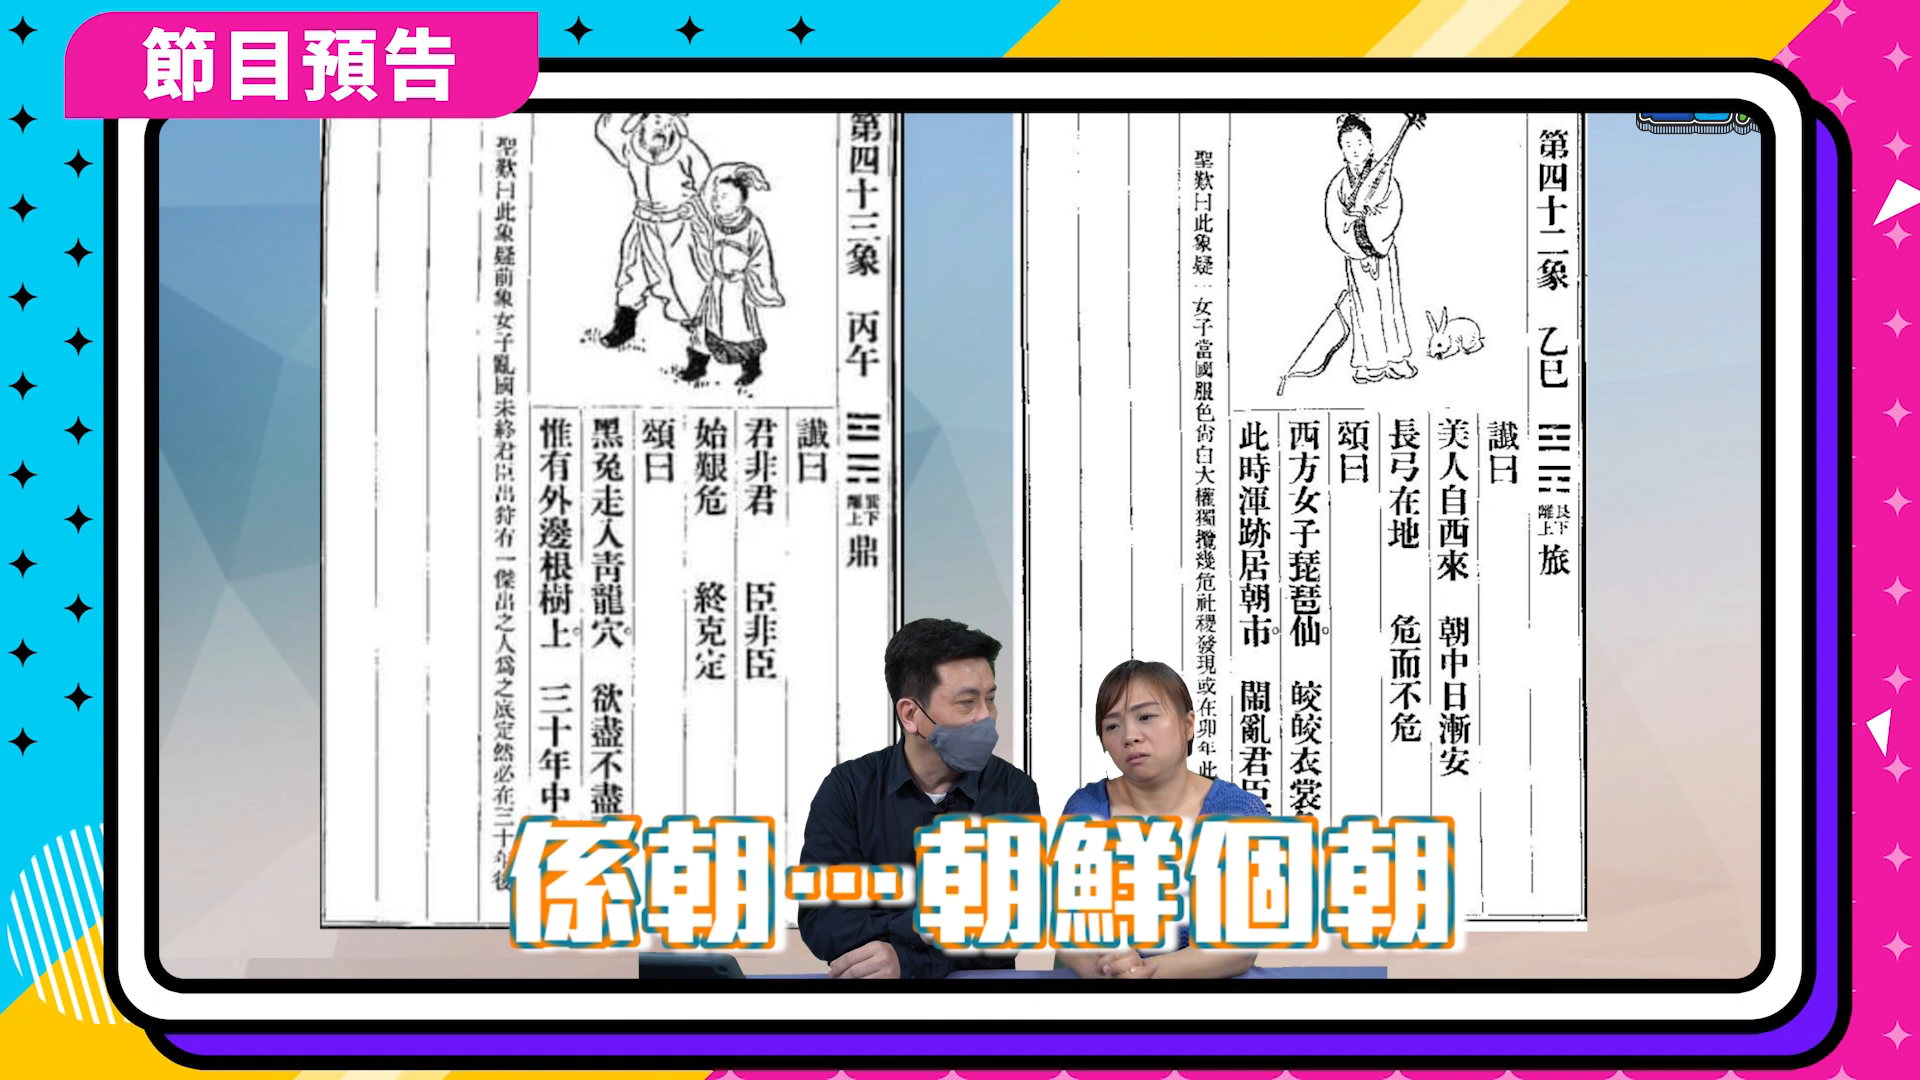 節目預告
第四十二象 乙巳 艮下離上 旅
讖曰
美人自西來 朝中日漸安
長弓在地 危而不危
頌曰
西方女子琵琶仙 皎皎衣裳
此時渾跡居朝市 鬧亂君臣
聖歎曰此象疑一女子當國服色尚白大權獨攬幾危社稷發現或在卯年此
第四十三象 丙午 巽下離上 鼎
讖曰
君非君 臣非臣
始艱危 終克定
頌曰
黑兔走入青龍穴 欲盡不盡
惟有外邊根樹上 三十年中
聖歎曰此象疑前象女子亂國未終君臣出狩有一傑出之人為之底定然必在三十年後
係朝…朝鮮個朝